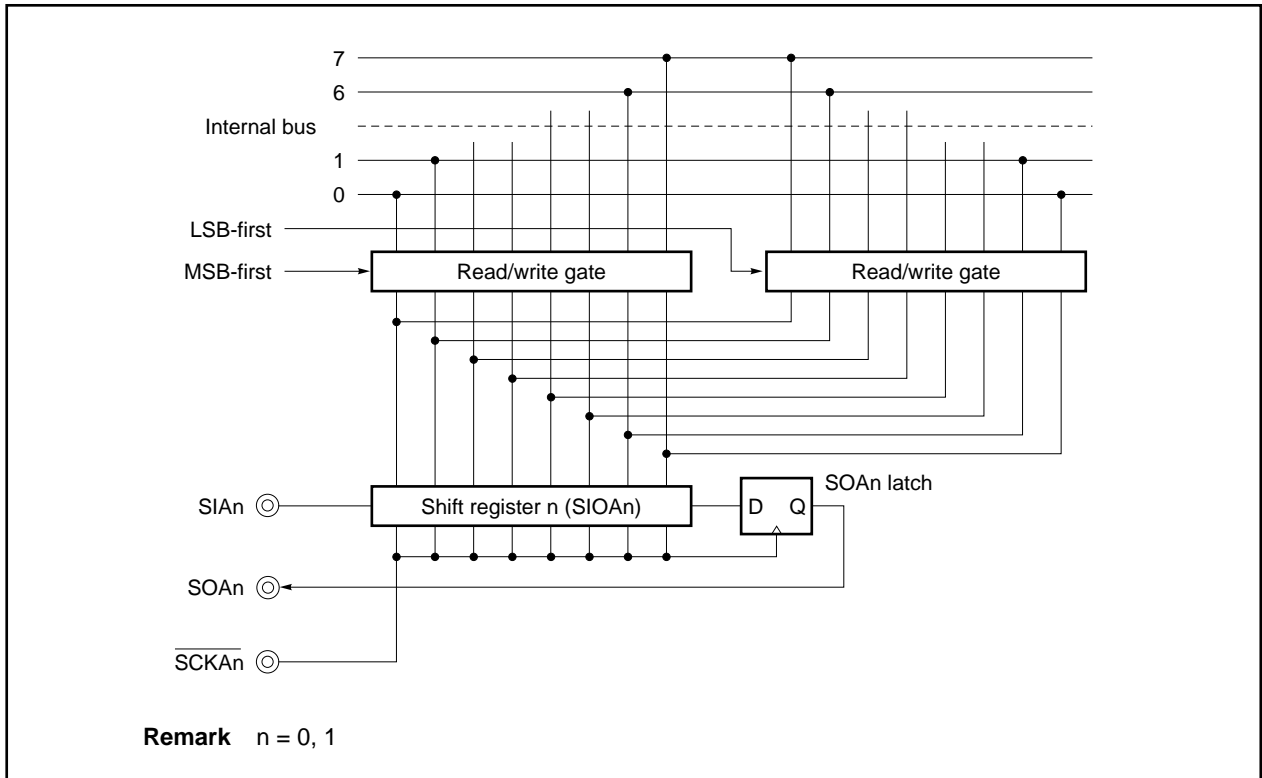 7
6
Internal bus
1
0
LSB-first
MSB-first
Read/write gate
Read/write gate
SOAn latch
SIAn
Shift register n (SIOAn)
D
Q
SOAn
SCKAn
Remark n = 0, 1